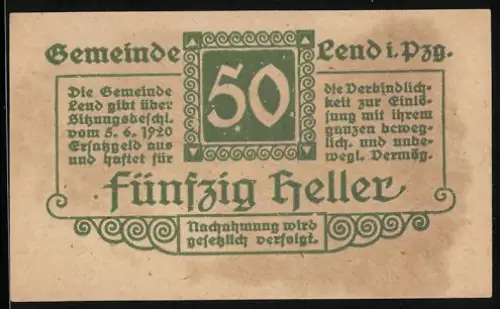 Gemeinde
50
Lend i. Pzg.
Die Gemeinde
Lend gibt über
Sitzungsbeschl.
vom 5. 6. 1920
Ersatzgeld aus
und haftet für
die Verbindlich-
keit zur Einlö-
sung mit ihrem
ganzen beweg-
lich. und unbe-
wegl. Vermög.
fünfzig Heller
Nachahmung wird
gesetzlich verfolgt.